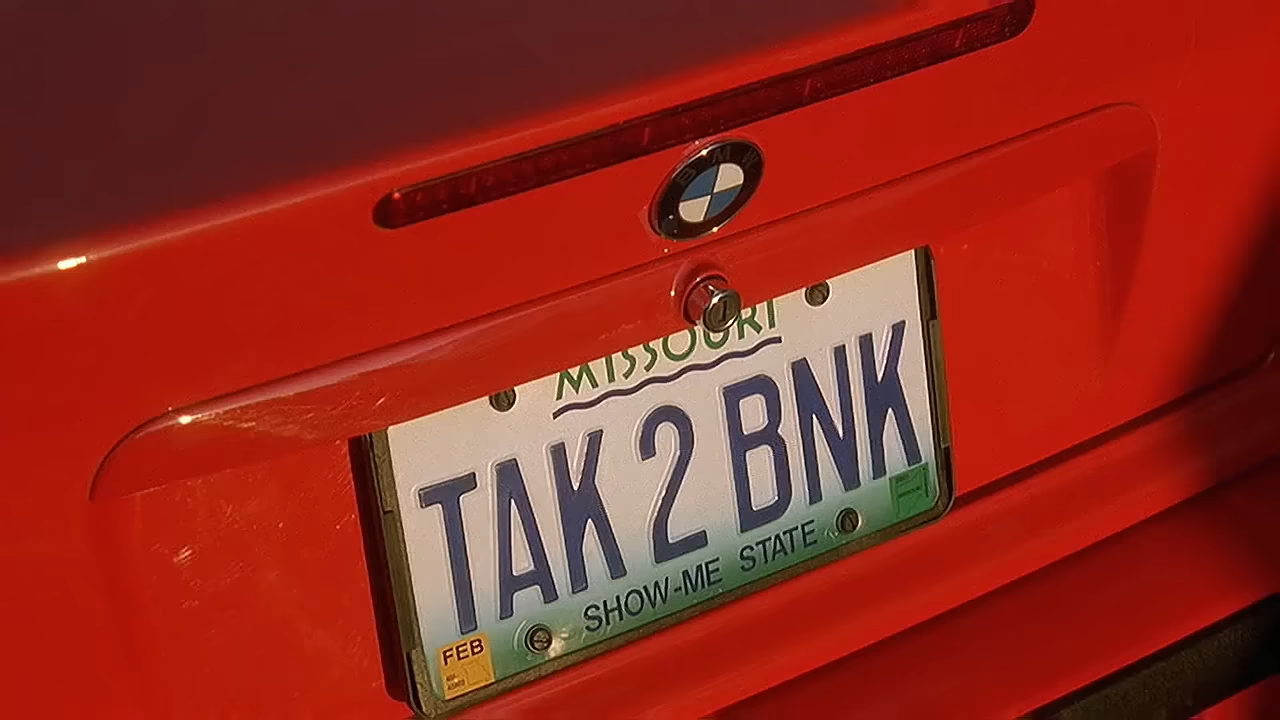 BMW
MISSOURI
TAK 2 BNK
SHOW-ME STATE
FEB